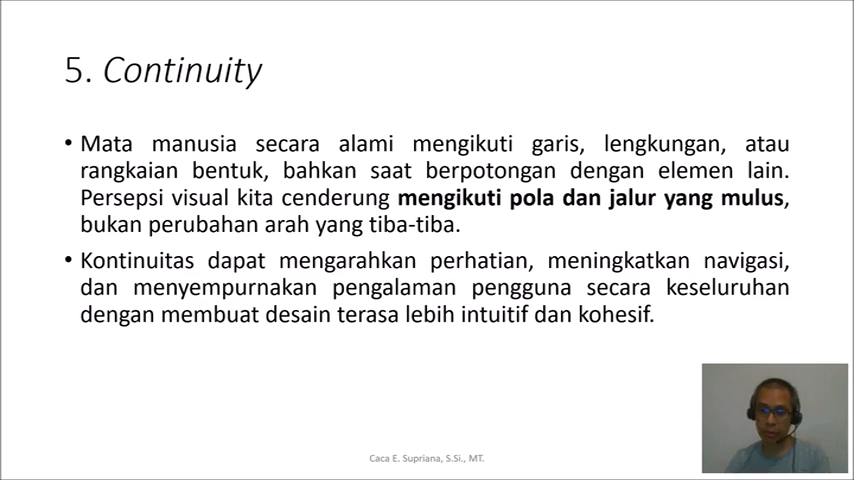 5. Continuity
• Mata manusia secara alami mengikuti garis, lengkungan, atau
rangkaian bentuk, bahkan saat berpotongan dengan elemen lain.
Persepsi visual kita cenderung mengikuti pola dan jalur yang mulus,
bukan perubahan arah yang tiba-tiba.
• Kontinuitas dapat mengarahkan perhatian, meningkatkan navigasi,
dan menyempurnakan pengalaman pengguna secara keseluruhan
dengan membuat desain terasa lebih intuitif dan kohesif.
Caca E. Supriana, S.Si., MT.